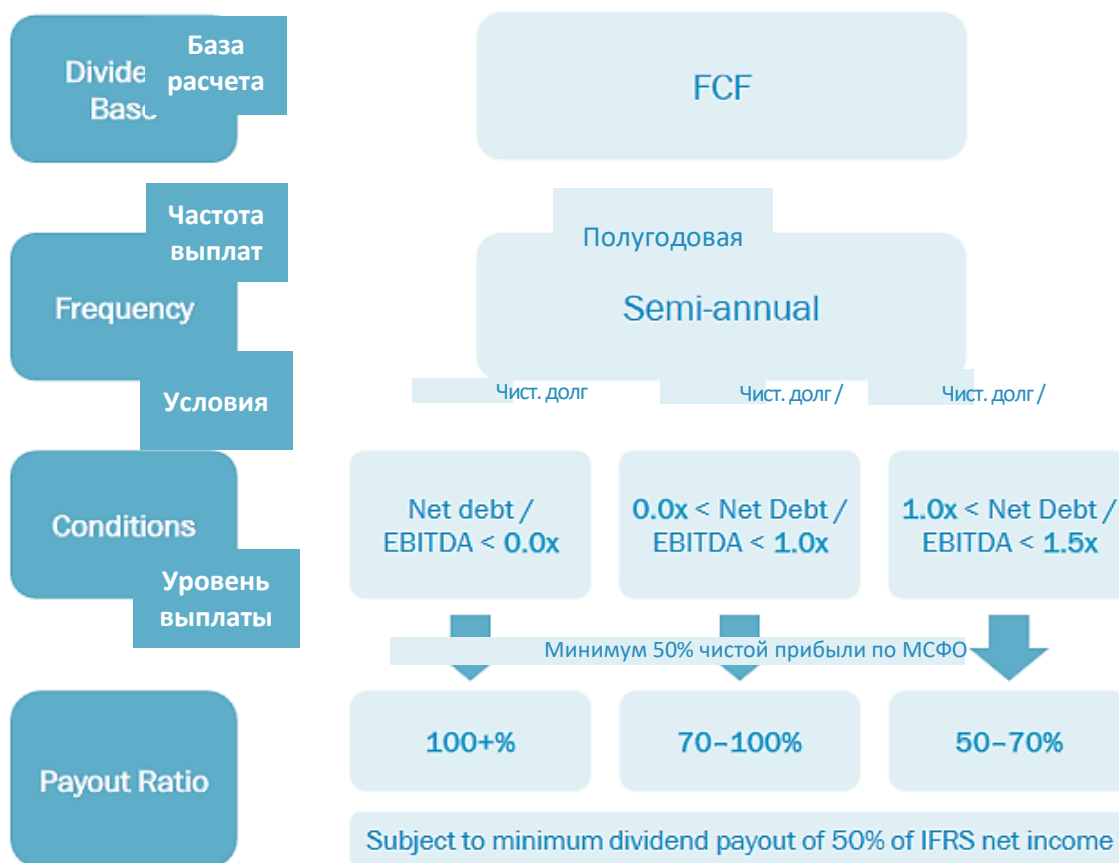 База
расчета
Divide
Base
FCF
Частота
выплат
Полугодовая
Frequency
Semi-annual
Условия
Чист. долг
Чист. долг /
Чист. долг /
Conditions
Net debt /
EBITDA < 0.0x
0.0x < Net Debt /
EBITDA < 1.0x
1.0x < Net Debt /
EBITDA < 1.5x
Уровень
выплаты
Минимум 50% чистой прибыли по МСФО
Payout Ratio
100+%
70–100%
50–70%
Subject to minimum dividend payout of 50% of IFRS net income